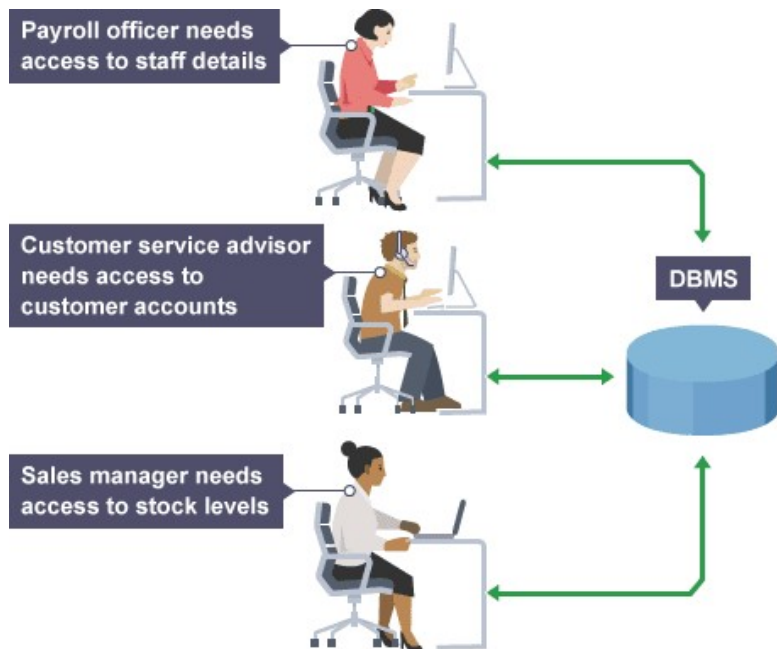 Payroll officer needs
access to staff details
Customer service advisor
needs access to
customer accounts
DBMS
Sales manager needs
access to stock levels